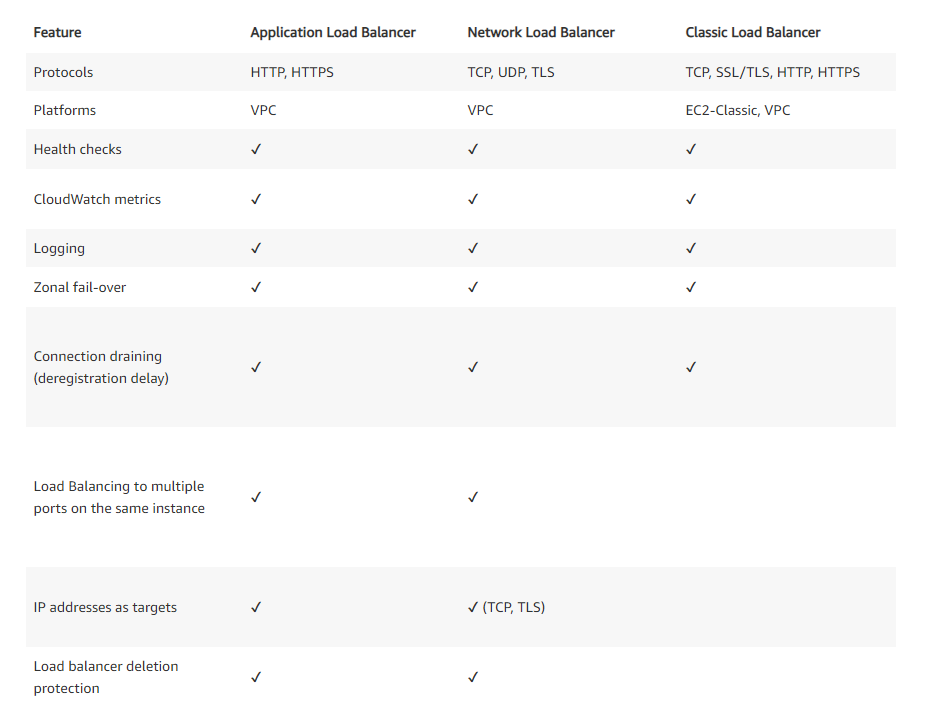 Feature Application Load Balancer Network Load Balancer Classic Load Balancer
Protocols HTTP, HTTPS TCP, UDP, TLS TCP, SSL/TLS, HTTP, HTTPS
Platforms VPC VPC EC2-Classic, VPC
Health checks ✓ ✓ ✓
CloudWatch metrics ✓ ✓ ✓
Logging ✓ ✓ ✓
Zonal fail-over ✓ ✓ ✓
Connection draining
(deregistration delay) ✓ ✓ ✓
Load Balancing to multiple
ports on the same instance ✓ ✓
IP addresses as targets ✓ ✓ (TCP, TLS)
Load balancer deletion
protection ✓ ✓